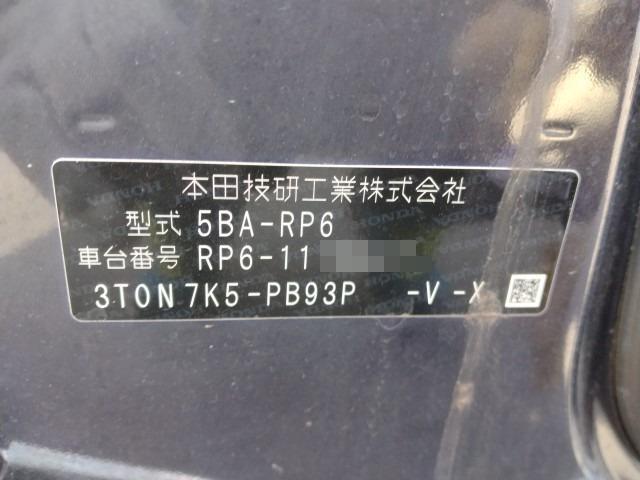 本田技研工業株式会社
型式 5BA-RP6
車台番号 RP6-11
3T0N 7K5-PB93P -V -X